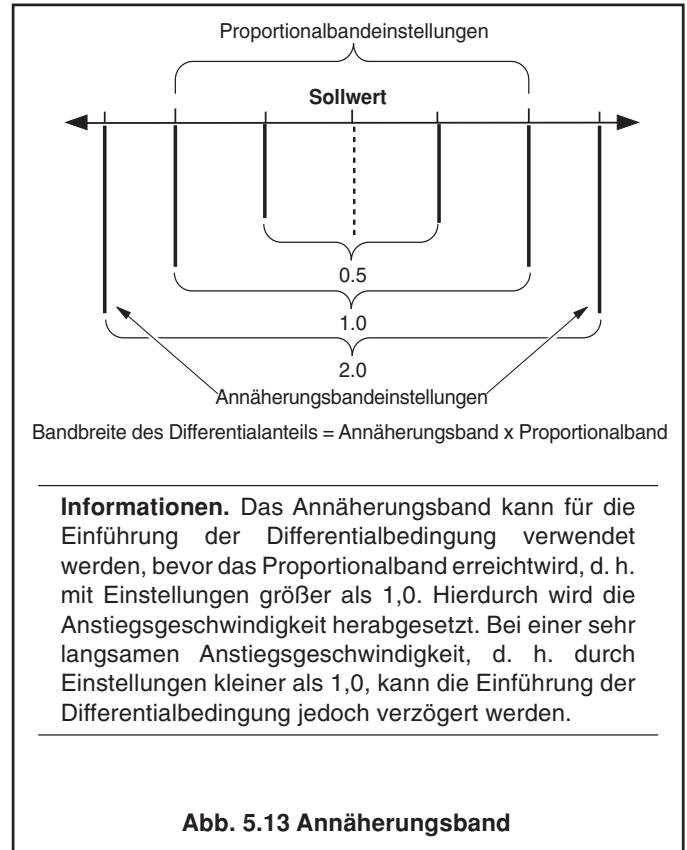 Proportionalbandeinstellungen
Sollwert
0.5
1.0
2.0
Annäherungsbandeinstellungen
Bandbreite des Differentialanteils = Annäherungsband x Proportionalband
Informationen. Das Annäherungsband kann für die
Einführung der Differentialbedingung verwendet
werden, bevor das Proportionalband erreichtwird, d. h.
mit Einstellungen größer als 1,0. Hierdurch wird die
Anstiegsgeschwindigkeit herabgesetzt. Bei einer sehr
langsamen Anstiegsgeschwindigkeit, d. h. durch
Einstellungen kleiner als 1,0, kann die Einführung der
Differentialbedingung jedoch verzögert werden.
Abb. 5.13 Annäherungsband